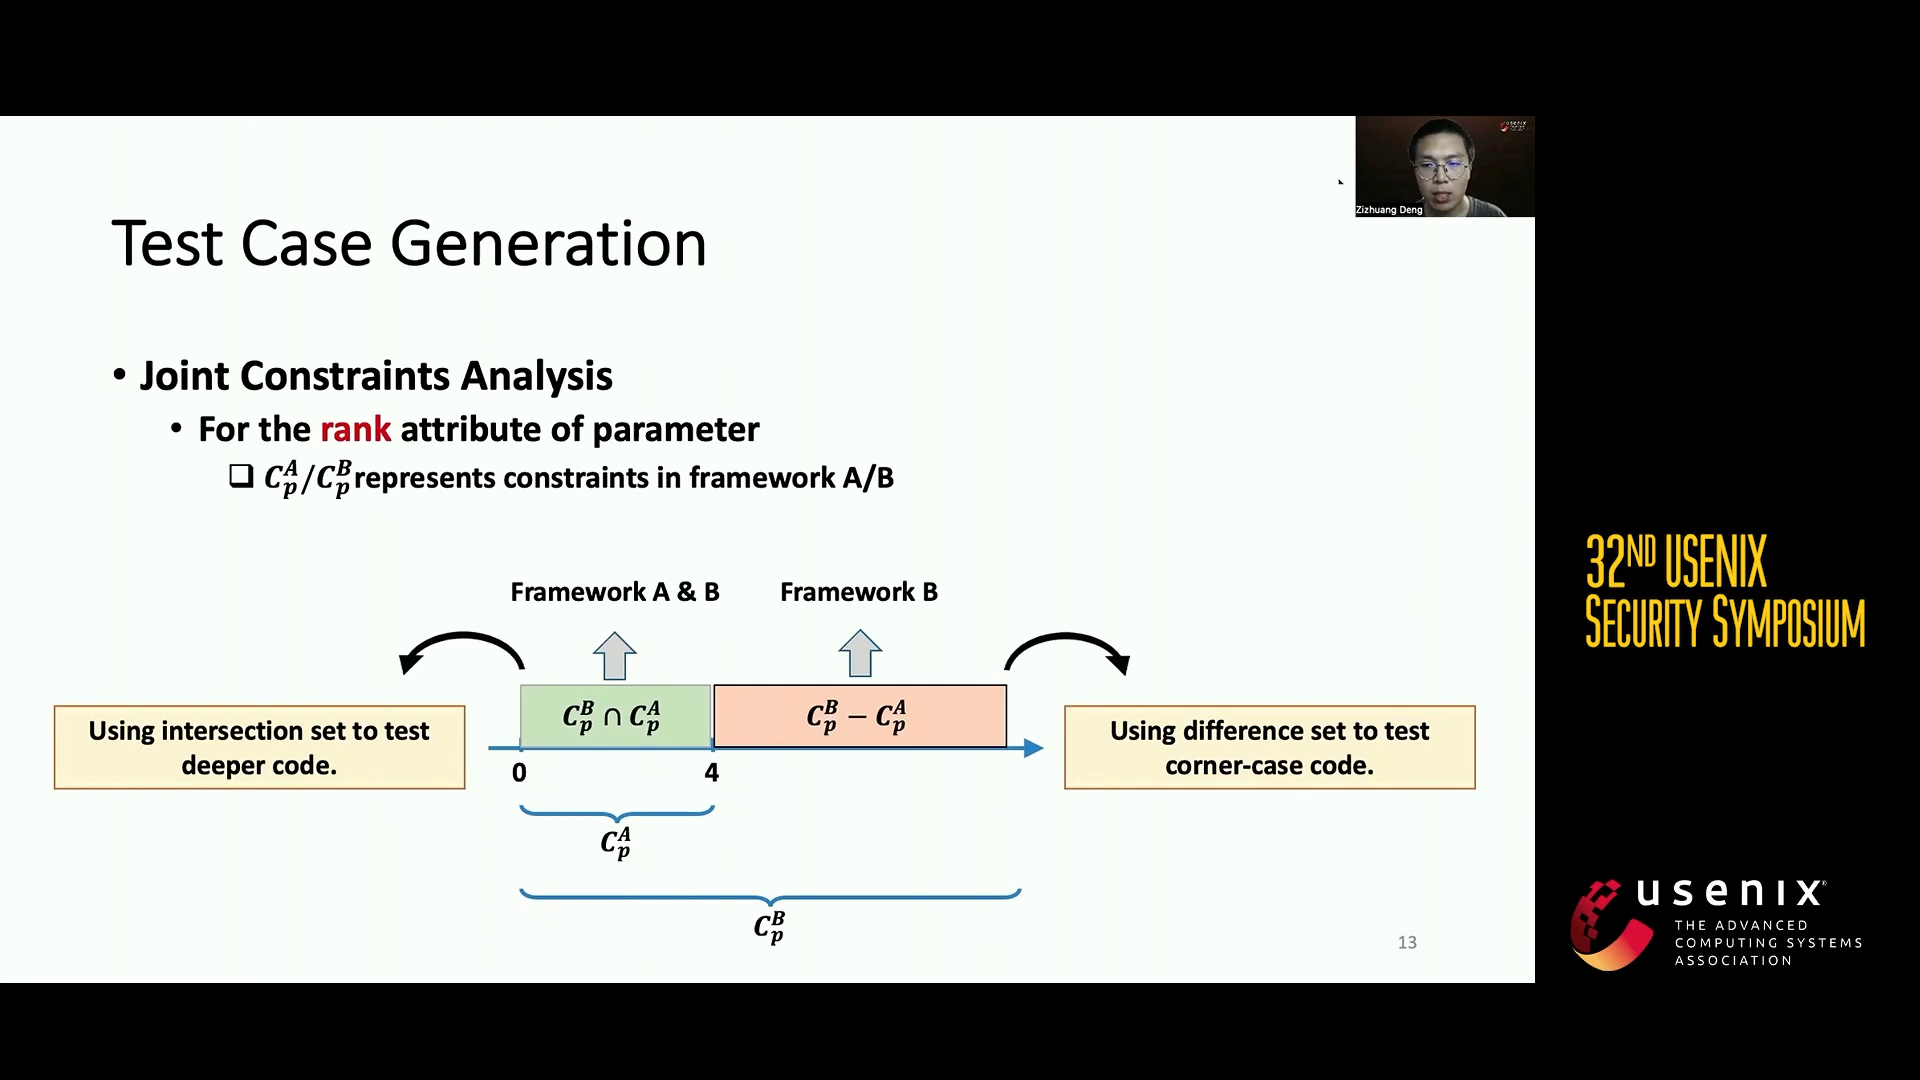 Zizhuang Deng
Test Case Generation
• Joint Constraints Analysis
• For the rank attribute of parameter
❑ C_p^A/C_p^B represents constraints in framework A/B
Framework A & B
Framework B
C_p^B ∩ C_p^A
C_p^B − C_p^A
Using intersection set to test
deeper code.
Using difference set to test
corner-case code.
0
4
C_p^A
C_p^B
13
32ND USENIX
SECURITY SYMPOSIUM
usenix
THE ADVANCED
COMPUTING SYSTEMS
ASSOCIATION